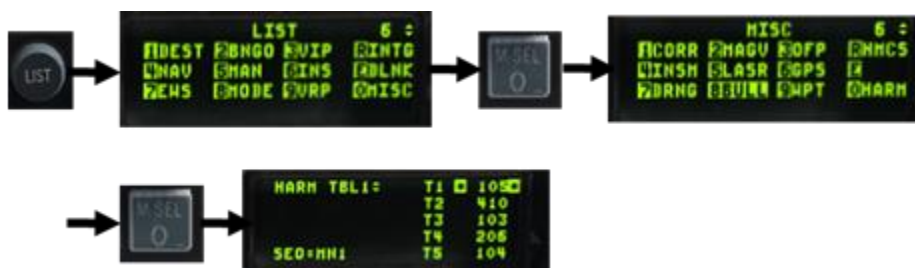 LIST
LIST 6
1DEST 2BNGO 3VIP RINTG
4NAV 5MAN 6INS EDLNK
7EWS 8MODE 9VRP 0MISC
M.SEL
0
MISC 6
1CORR 2MAGV 3OFP RHMCS
4INSM 5LASR 6GPS E
7DRNG 8BULL 9WPT 0HARM
M.SEL
0
HARM TBL1 T1 105
T2 410
T3 103
T4 206
SEQ=MN1 T5 104